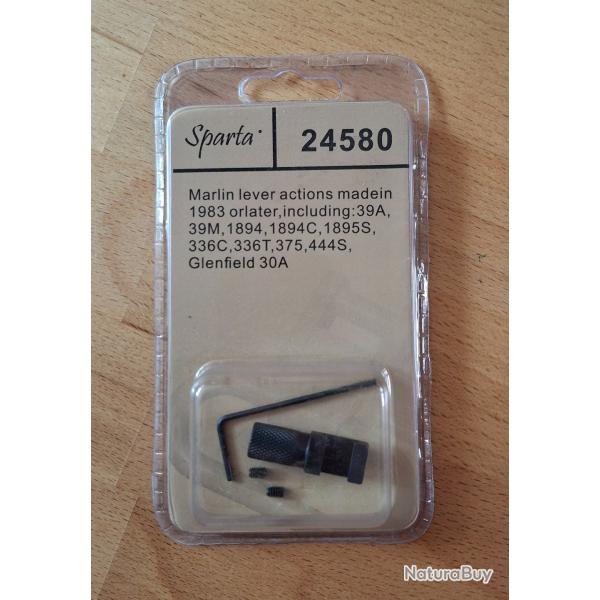 Sparta
24580
Marlin lever actions madein
1983 orlater,including:39A,
39M,1894,1894C,1895S,
336C,336T,375,444S,
Glenfield 30A
NaturaBuy